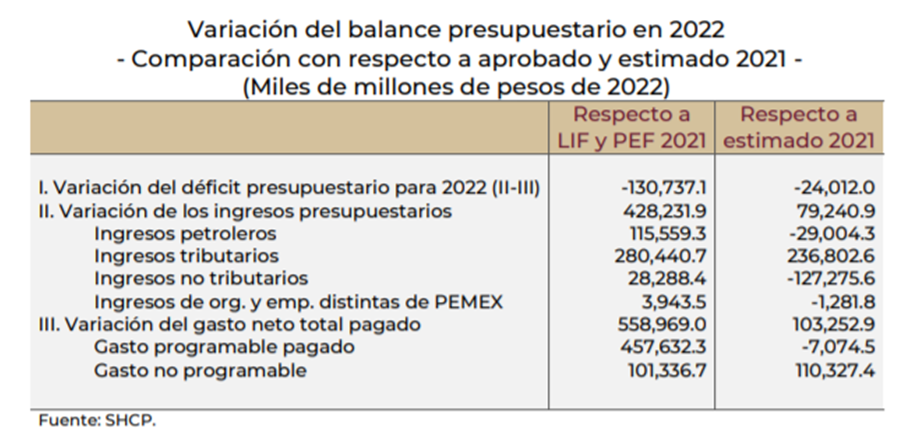 Variación del balance presupuestario en 2022
- Comparación con respecto a aprobado y estimado 2021 -
(Miles de millones de pesos de 2022)
Respecto a LIF y PEF 2021 Respecto a estimado 2021
I. Variación del déficit presupuestario para 2022 (II-III) -130,737.1 -24,012.0
II. Variación de los ingresos presupuestarios 428,231.9 79,240.9
Ingresos petroleros 115,559.3 -29,004.3
Ingresos tributarios 280,440.7 236,802.6
Ingresos no tributarios 28,288.4 -127,275.6
Ingresos de org. y emp. distintas de PEMEX 3,943.5 -1,281.8
III. Variación del gasto neto total pagado 558,969.0 103,252.9
Gasto programable pagado 457,632.3 -7,074.5
Gasto no programable 101,336.7 110,327.4
Fuente: SHCP.